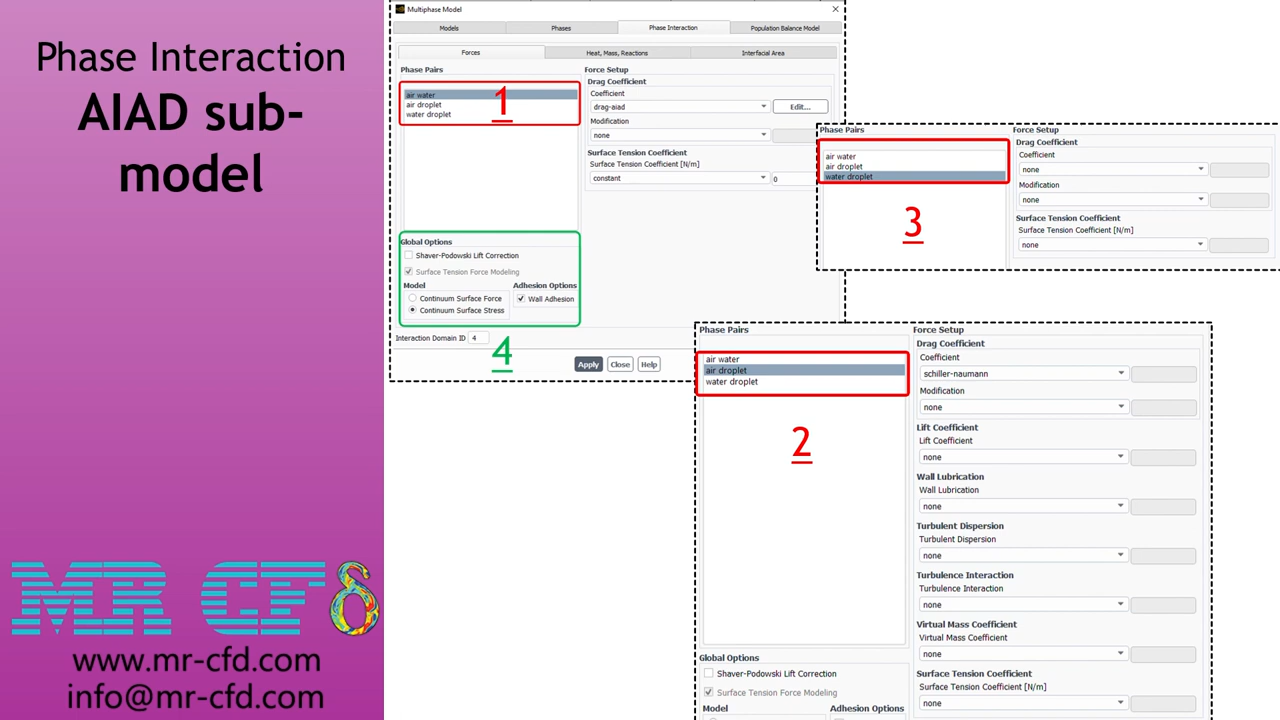 Phase Interaction
AIAD sub-
model
MR CFD
www.mr-cfd.com
info@mr-cfd.com
Multiphase Model
Models
Phases
Phase Interaction
Population Balance Model
Forces
Heat, Mass, Reactions
Interfacial Area
Phase Pairs
air water
air droplet
water droplet
1
Force Setup
Drag Coefficient
Coefficient
drag-aiad
Edit...
Modification
none
Surface Tension Coefficient
Surface Tension Coefficient [N/m]
constant
0
Global Options
Shaver-Podowski Lift Correction
Surface Tension Force Modeling
Model
Continuum Surface Force
Continuum Surface Stress
Adhesion Options
Wall Adhesion
Interaction Domain ID 4
4
Apply
Close
Help
Phase Pairs
air water
air droplet
water droplet
3
Force Setup
Drag Coefficient
Coefficient
none
Modification
none
Surface Tension Coefficient
Surface Tension Coefficient [N/m]
none
Phase Pairs
air water
air droplet
water droplet
2
Global Options
Shaver-Podowski Lift Correction
Surface Tension Force Modeling
Model
Adhesion Options
Force Setup
Drag Coefficient
Coefficient
schiller-naumann
Modification
none
Lift Coefficient
Lift Coefficient
none
Wall Lubrication
Wall Lubrication
none
Turbulent Dispersion
Turbulent Dispersion
none
Turbulence Interaction
Turbulence Interaction
none
Virtual Mass Coefficient
Virtual Mass Coefficient
none
Surface Tension Coefficient
Surface Tension Coefficient [N/m]
none